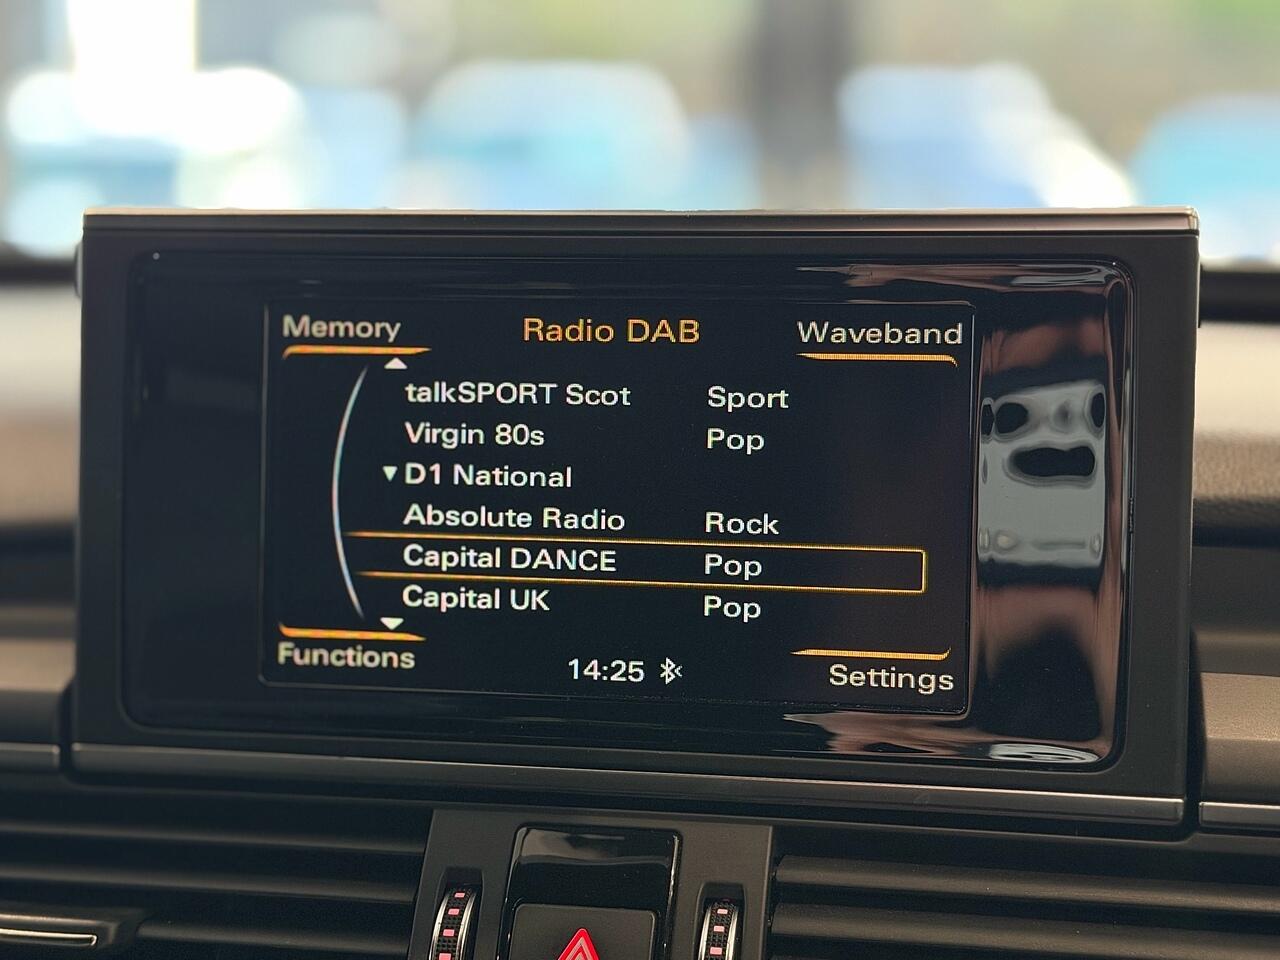 Memory Radio DAB Waveband
talkSPORT Scot Sport
Virgin 80s Pop
D1 National
Absolute Radio Rock
Capital DANCE Pop
Capital UK Pop
Functions 14:25 Settings